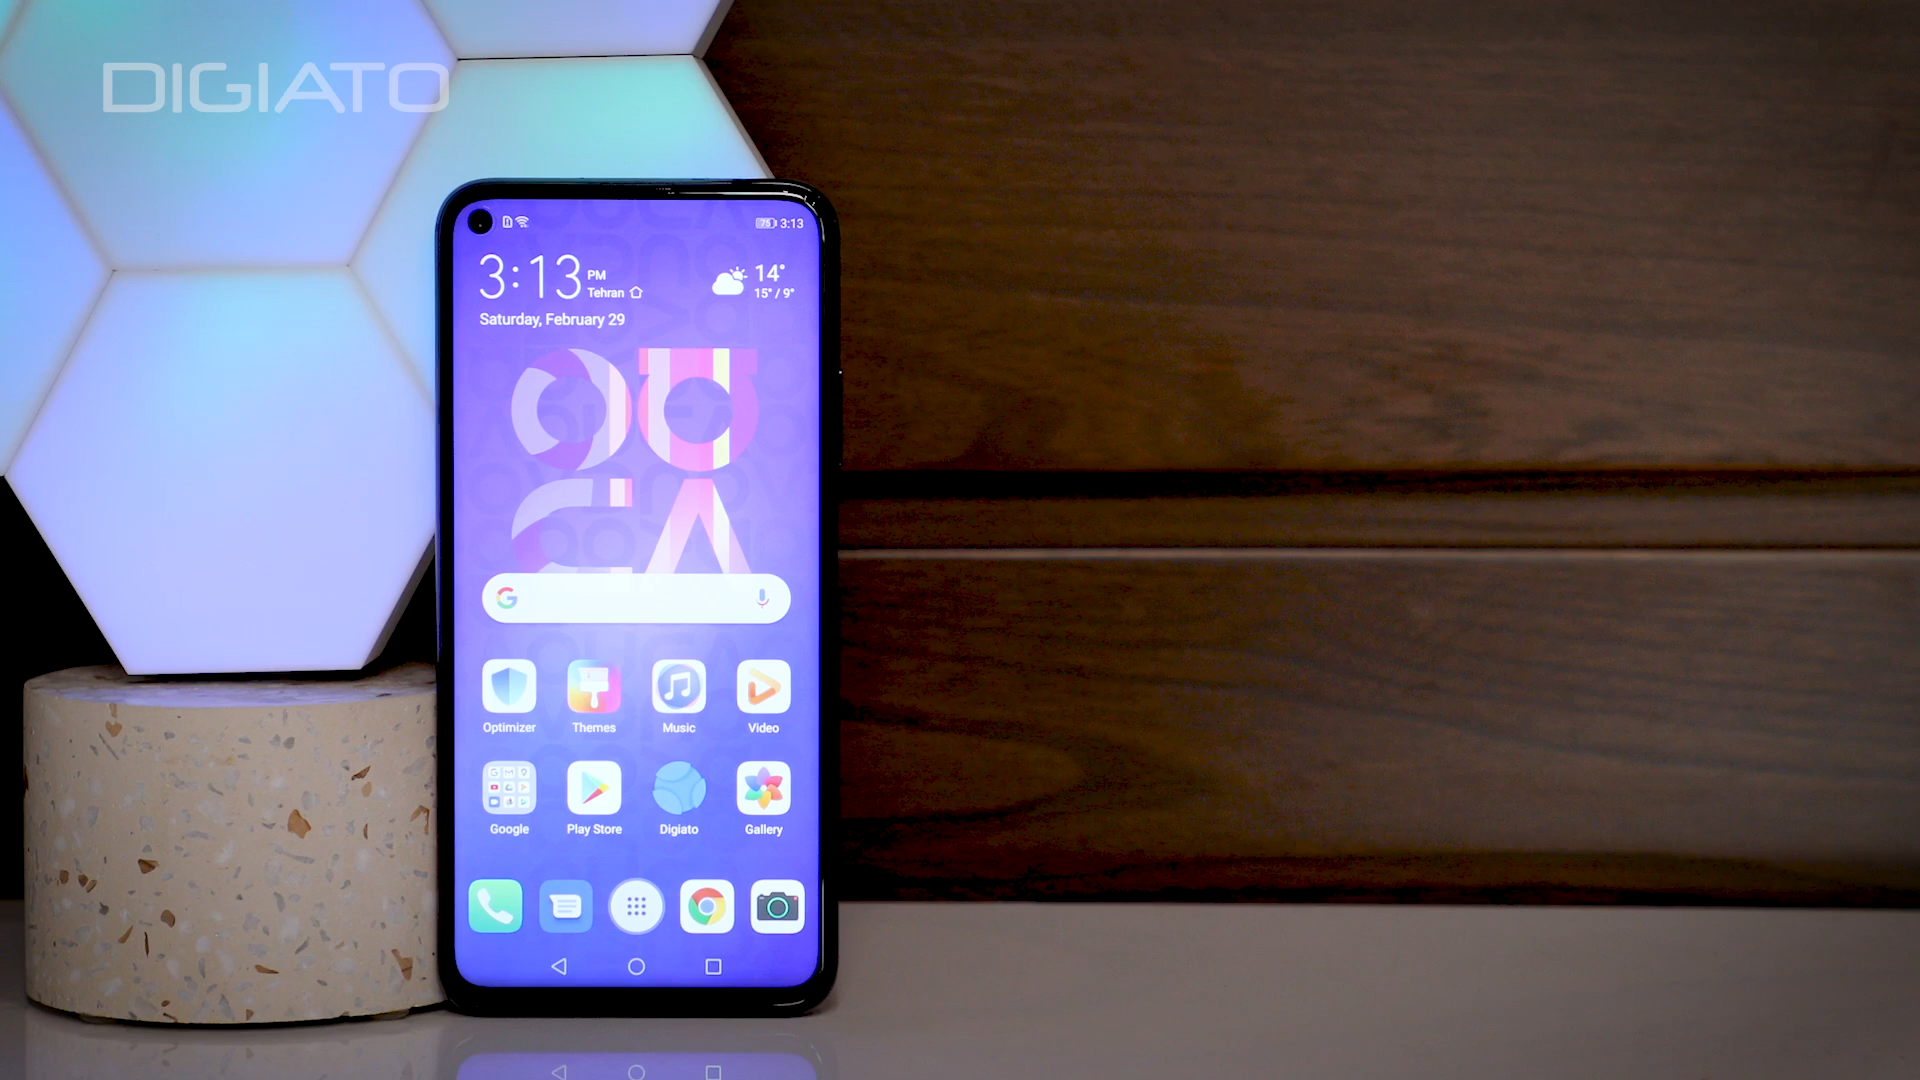 DIGIATO
75 3:13
3:13 PM
Tehran
14°
15° / 9°
Saturday, February 29
Optimizer Themes Music Video
Google Play Store Digiato Gallery